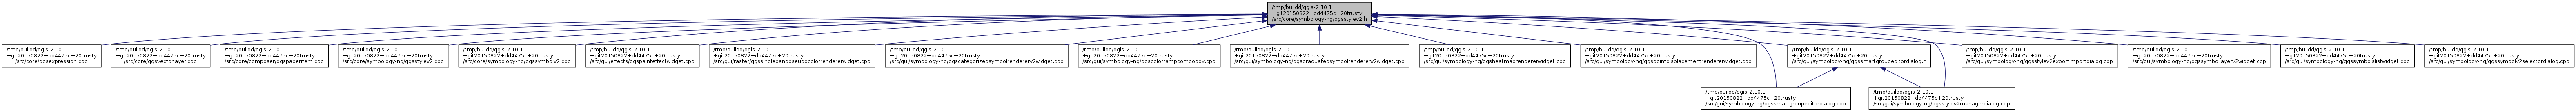 /tmp/buildd/qgis-2.10.1
+git20150822+dd4475c+20trusty
/src/core/symbology-ng/qgsstylev2.h
/tmp/buildd/qgis-2.10.1
+git20150822+dd4475c+20trusty
/src/core/qgsexpression.cpp
/tmp/buildd/qgis-2.10.1
+git20150822+dd4475c+20trusty
/src/core/qgsvectorlayer.cpp
/tmp/buildd/qgis-2.10.1
+git20150822+dd4475c+20trusty
/src/core/composer/qgspaperitem.cpp
/tmp/buildd/qgis-2.10.1
+git20150822+dd4475c+20trusty
/src/core/symbology-ng/qgsstylev2.cpp
/tmp/buildd/qgis-2.10.1
+git20150822+dd4475c+20trusty
/src/core/symbology-ng/qgssymbolv2.cpp
/tmp/buildd/qgis-2.10.1
+git20150822+dd4475c+20trusty
/src/gui/effects/qgspainteffectwidget.cpp
/tmp/buildd/qgis-2.10.1
+git20150822+dd4475c+20trusty
/src/gui/raster/qgssinglebandpseudocolorrendererwidget.cpp
/tmp/buildd/qgis-2.10.1
+git20150822+dd4475c+20trusty
/src/gui/symbology-ng/qgscategorizedsymbolrendererv2widget.cpp
/tmp/buildd/qgis-2.10.1
+git20150822+dd4475c+20trusty
/src/gui/symbology-ng/qgscolorrampcombobox.cpp
/tmp/buildd/qgis-2.10.1
+git20150822+dd4475c+20trusty
/src/gui/symbology-ng/qgsgraduatedsymbolrendererv2widget.cpp
/tmp/buildd/qgis-2.10.1
+git20150822+dd4475c+20trusty
/src/gui/symbology-ng/qgsheatmaprendererwidget.cpp
/tmp/buildd/qgis-2.10.1
+git20150822+dd4475c+20trusty
/src/gui/symbology-ng/qgspointdisplacementrendererwidget.cpp
/tmp/buildd/qgis-2.10.1
+git20150822+dd4475c+20trusty
/src/gui/symbology-ng/qgssmartgroupeditordialog.h
/tmp/buildd/qgis-2.10.1
+git20150822+dd4475c+20trusty
/src/gui/symbology-ng/qgsstylev2exportimportdialog.cpp
/tmp/buildd/qgis-2.10.1
+git20150822+dd4475c+20trusty
/src/gui/symbology-ng/qgssymbollayerv2widget.cpp
/tmp/buildd/qgis-2.10.1
+git20150822+dd4475c+20trusty
/src/gui/symbology-ng/qgssymbolslistwidget.cpp
/tmp/buildd/qgis-2.10.1
+git20150822+dd4475c+20trusty
/src/gui/symbology-ng/qgssymbolv2selectordialog.cpp
/tmp/buildd/qgis-2.10.1
+git20150822+dd4475c+20trusty
/src/gui/symbology-ng/qgssmartgroupeditordialog.cpp
/tmp/buildd/qgis-2.10.1
+git20150822+dd4475c+20trusty
/src/gui/symbology-ng/qgsstylev2managerdialog.cpp